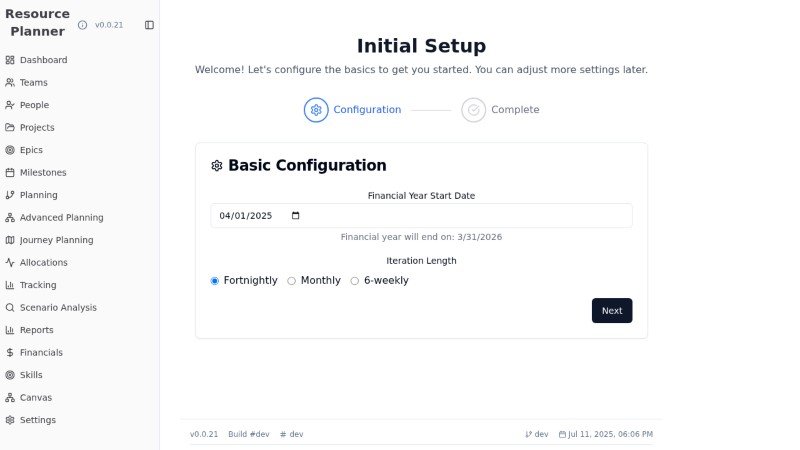 Resource
Planner
v0.0.21
Dashboard
Teams
People
Projects
Epics
Milestones
Planning
Advanced Planning
Journey Planning
Allocations
Tracking
Scenario Analysis
Reports
Financials
Skills
Canvas
Settings
Initial Setup
Welcome! Let's configure the basics to get you started. You can adjust more settings later.
Configuration
Complete
Basic Configuration
Financial Year Start Date
04/01/2025
Financial year will end on: 3/31/2026
Iteration Length
Fortnightly Monthly 6-weekly
Next
v0.0.21 Build #dev # dev dev Jul 11, 2025, 06:06 PM